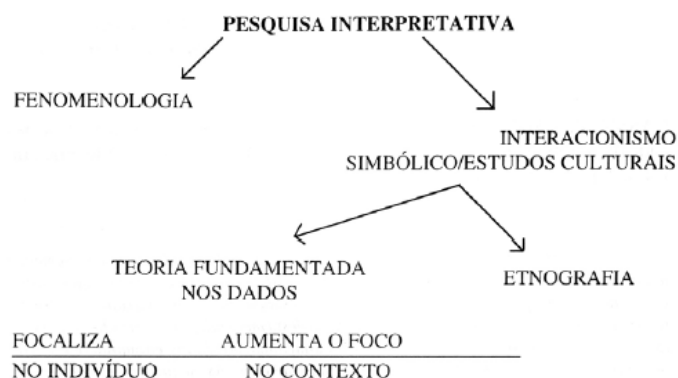 PESQUISA INTERPRETATIVA
FENOMENOLOGIA
INTERACIONISMO
SIMBÓLICO/ESTUDOS CULTURAIS
TEORIA FUNDAMENTADA
NOS DADOS
ETNOGRAFIA
FOCALIZA AUMENTA O FOCO
NO INDIVÍDUO NO CONTEXTO